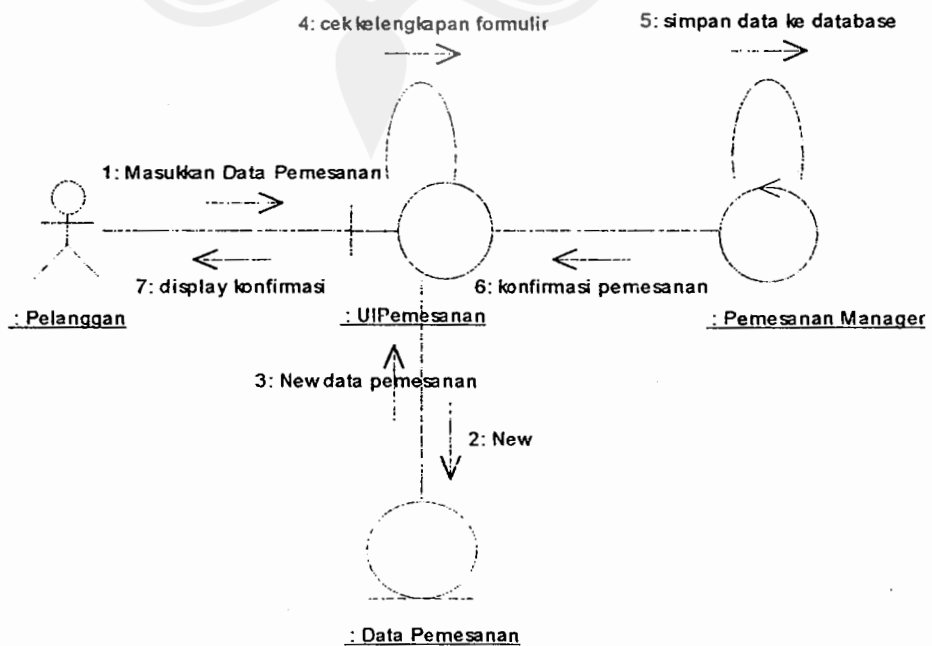 4: cek kelengkapan formulir
5: simpan data ke database
1: Masukkan Data Pemesanan
7: display konfirmasi
6: konfirmasi pemesanan
: Pelanggan
: UIPemesanan
: Pemesanan Manager
3: New data pemesanan
2: New
: Data Pemesanan